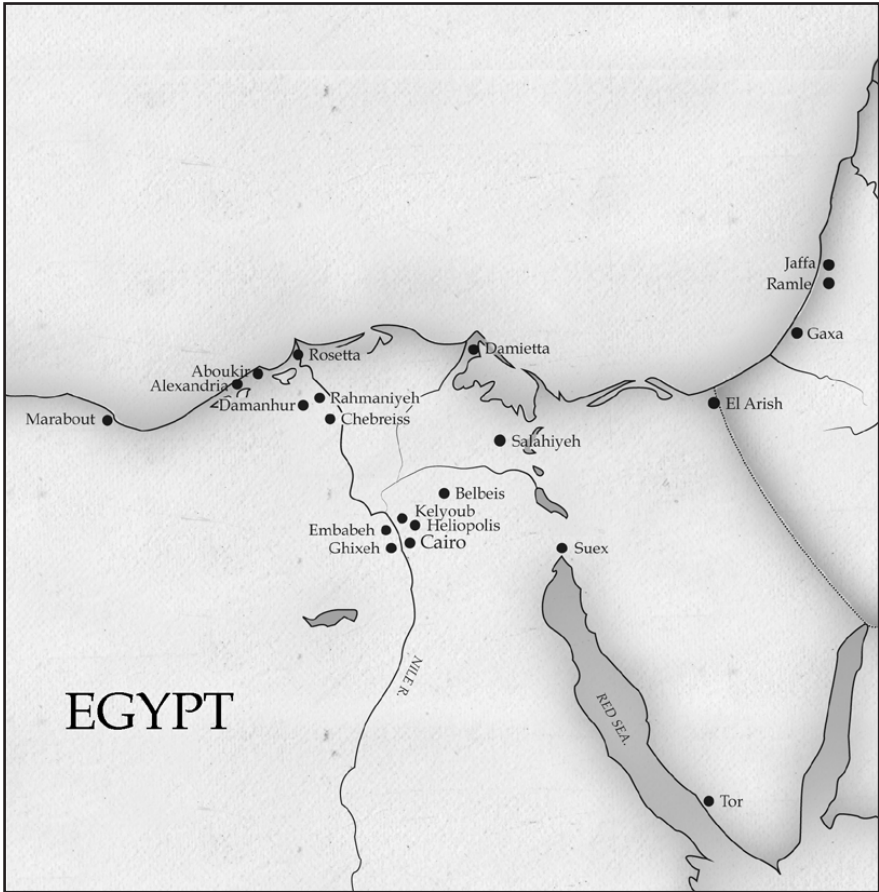 Jaffa
Ramle
Gaxa
Rosetta
Damietta
Aboukir
Alexandria
Rahmaniyeh
Damanhur
El Arish
Marabout
Chebreiss
Salahiyeh
Belbeis
Kelyoub
Heliopolis
Embabeh
Cairo
Ghixeh
Suex
NILE R.
EGYPT
RED SEA.
Tor